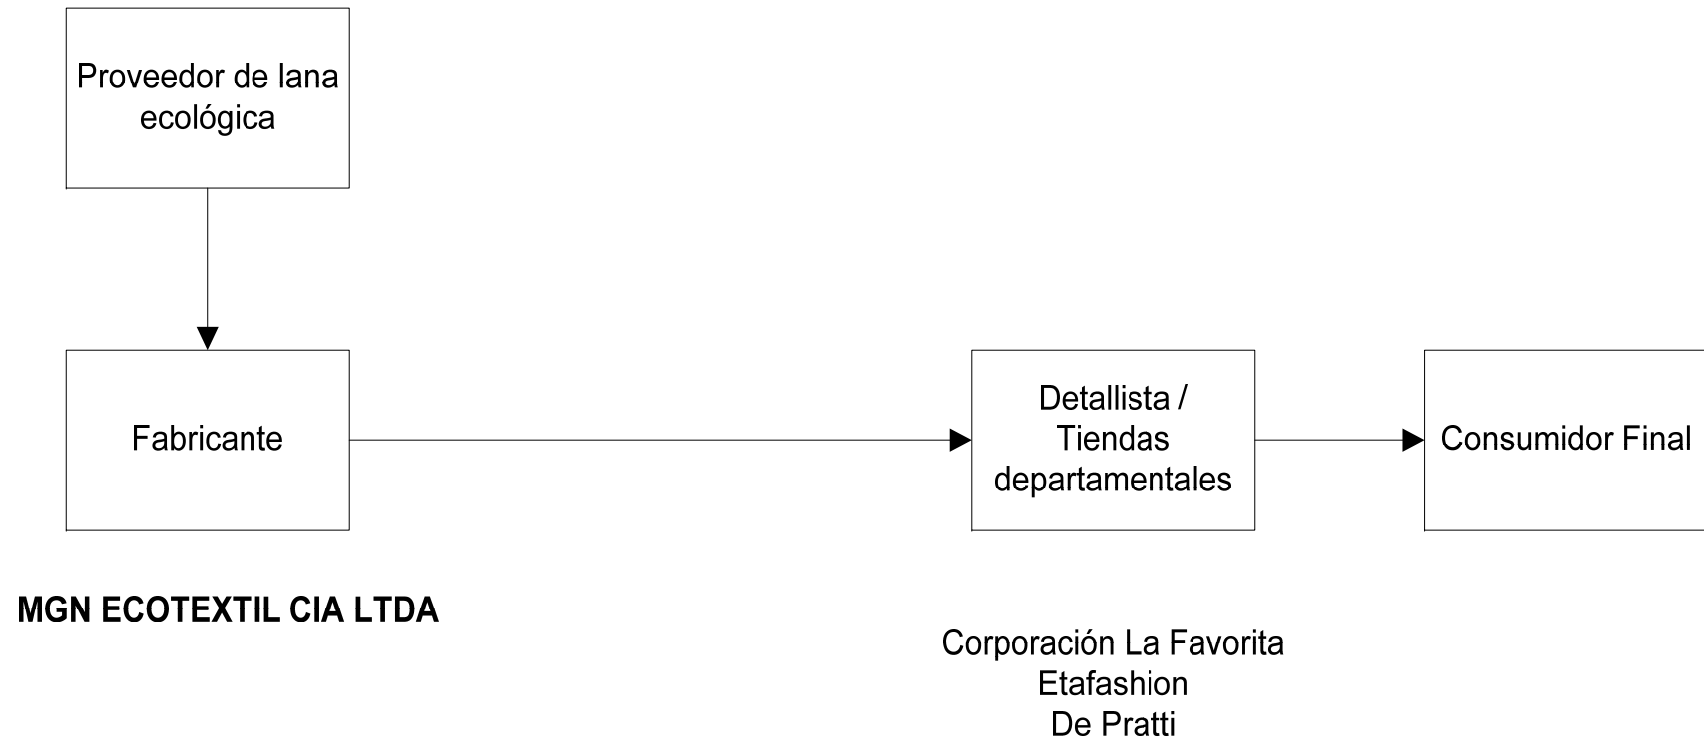 Proveedor de lana
ecológica
Fabricante
Detallista /
Tiendas
departamentales
Consumidor Final
MGN ECOTEXTIL CIA LTDA
Corporación La Favorita
Etafashion
De Pratti